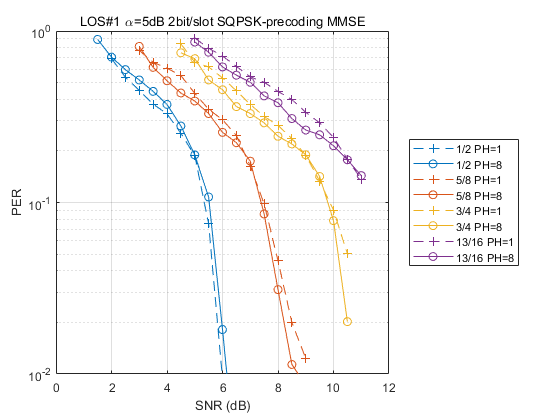 LOS#1 α=5dB 2bit/slot SQPSK-precoding MMSE
10^0
10^-1
10^-2
PER
0 2 4 6 8 10 12
SNR (dB)
1/2 PH=1
1/2 PH=8
5/8 PH=1
5/8 PH=8
3/4 PH=1
3/4 PH=8
13/16 PH=1
13/16 PH=8